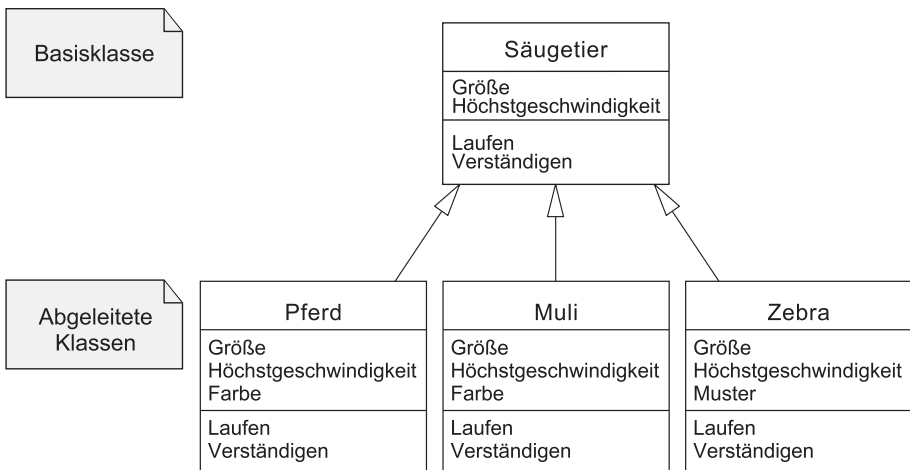 Basisklasse
Säugetier
Größe
Höchstgeschwindigkeit
Laufen
Verständigen
Abgeleitete
Klassen
Pferd
Größe
Höchstgeschwindigkeit
Farbe
Laufen
Verständigen
Muli
Größe
Höchstgeschwindigkeit
Farbe
Laufen
Verständigen
Zebra
Größe
Höchstgeschwindigkeit
Muster
Laufen
Verständigen